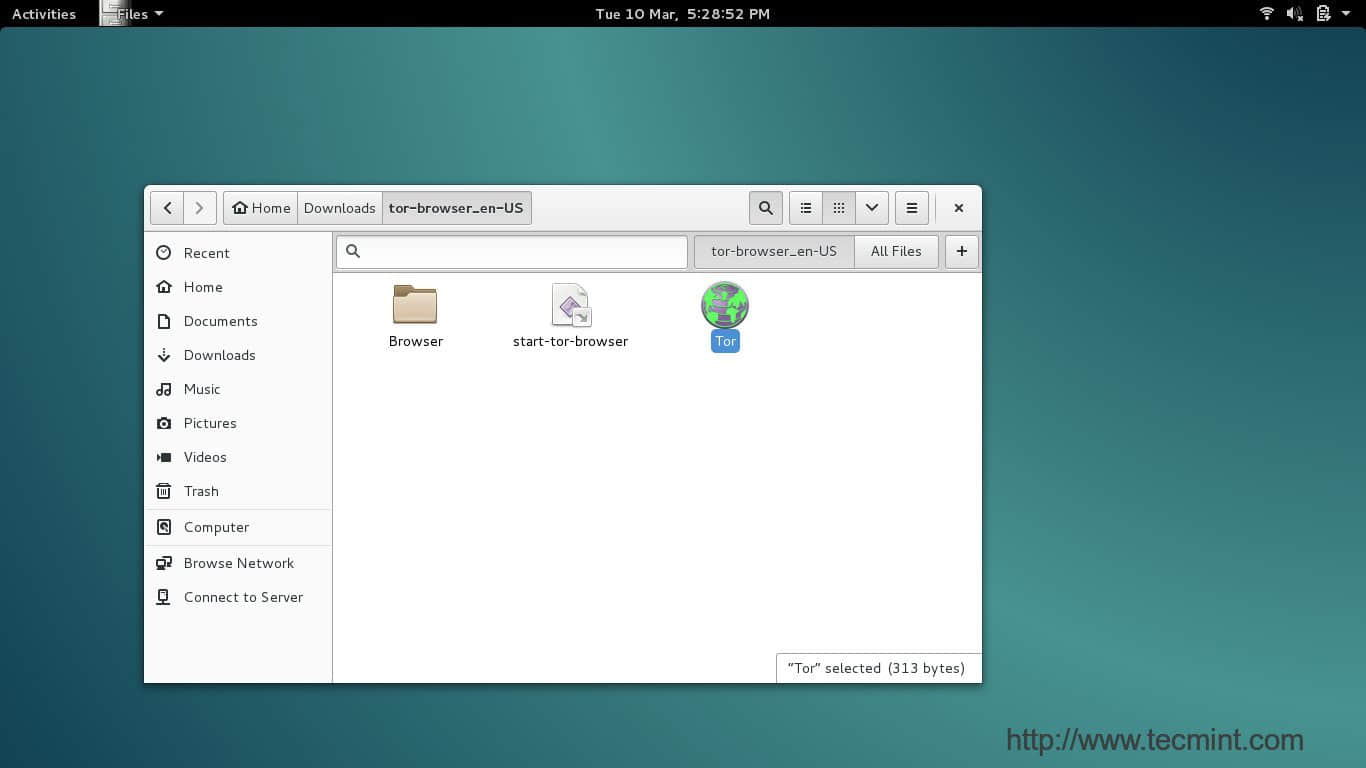 Activities
Files
Tue 10 Mar, 5:28:52 PM
Home
Downloads
tor-browser_en-US
Recent
Home
Documents
Downloads
Music
Pictures
Videos
Trash
Computer
Browse Network
Connect to Server
tor-browser_en-US
All Files
+
Browser
start-tor-browser
Tor
“Tor” selected (313 bytes)
http://www.tecmint.com